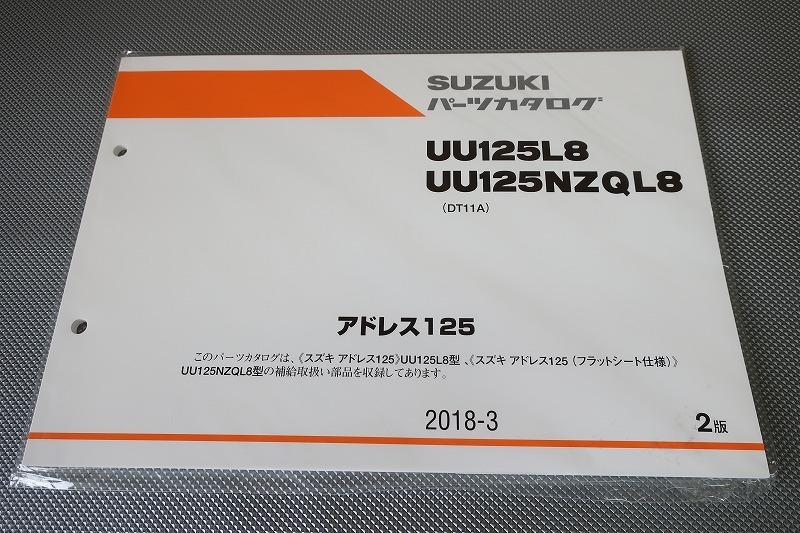 SUZUKI
パーツカタログ
UU125L8
UU125NZQL8
(DT11A)
アドレス125
このパーツカタログは、《スズキ アドレス125》UU125L8型、《スズキ アドレス125（フラットシート仕様）》
UU125NZQL8型の補給取扱い部品を収録してあります。
2018-3
2版